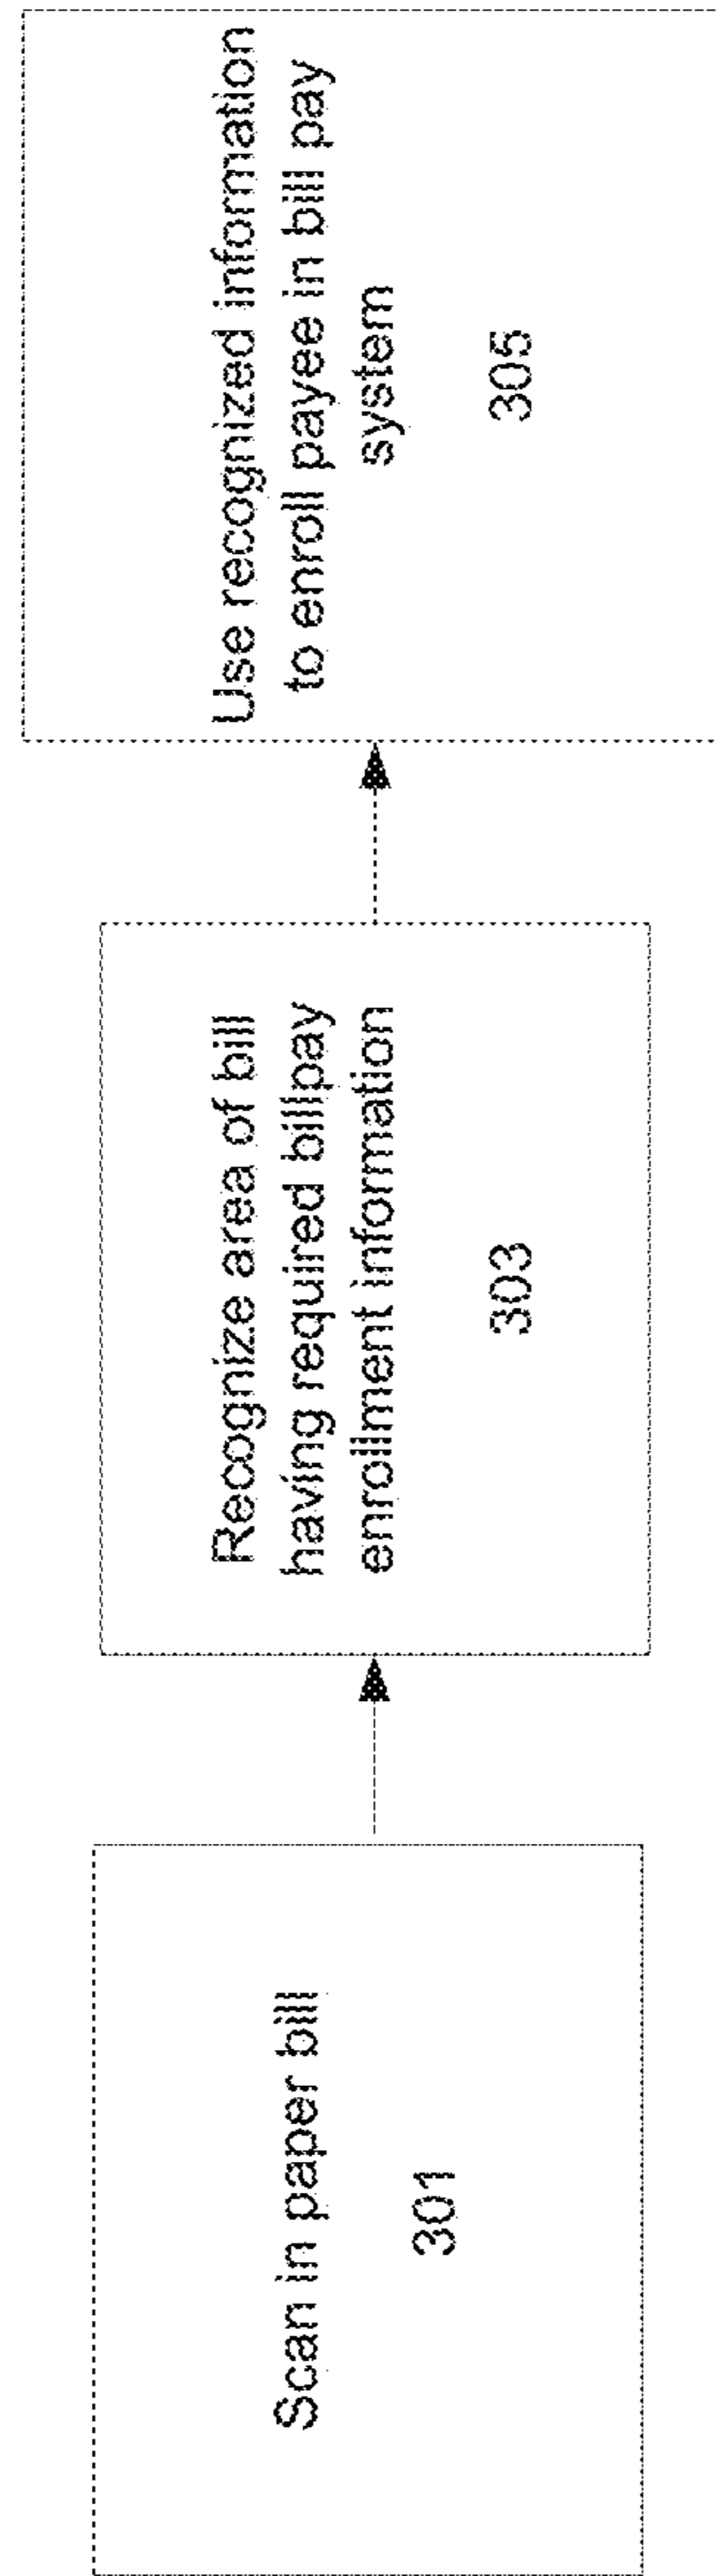 Scan in paper bill
301
Recognize area of bill
having required billpay
enrollment information
303
Use recognized information
to enroll payee in bill pay
system
305